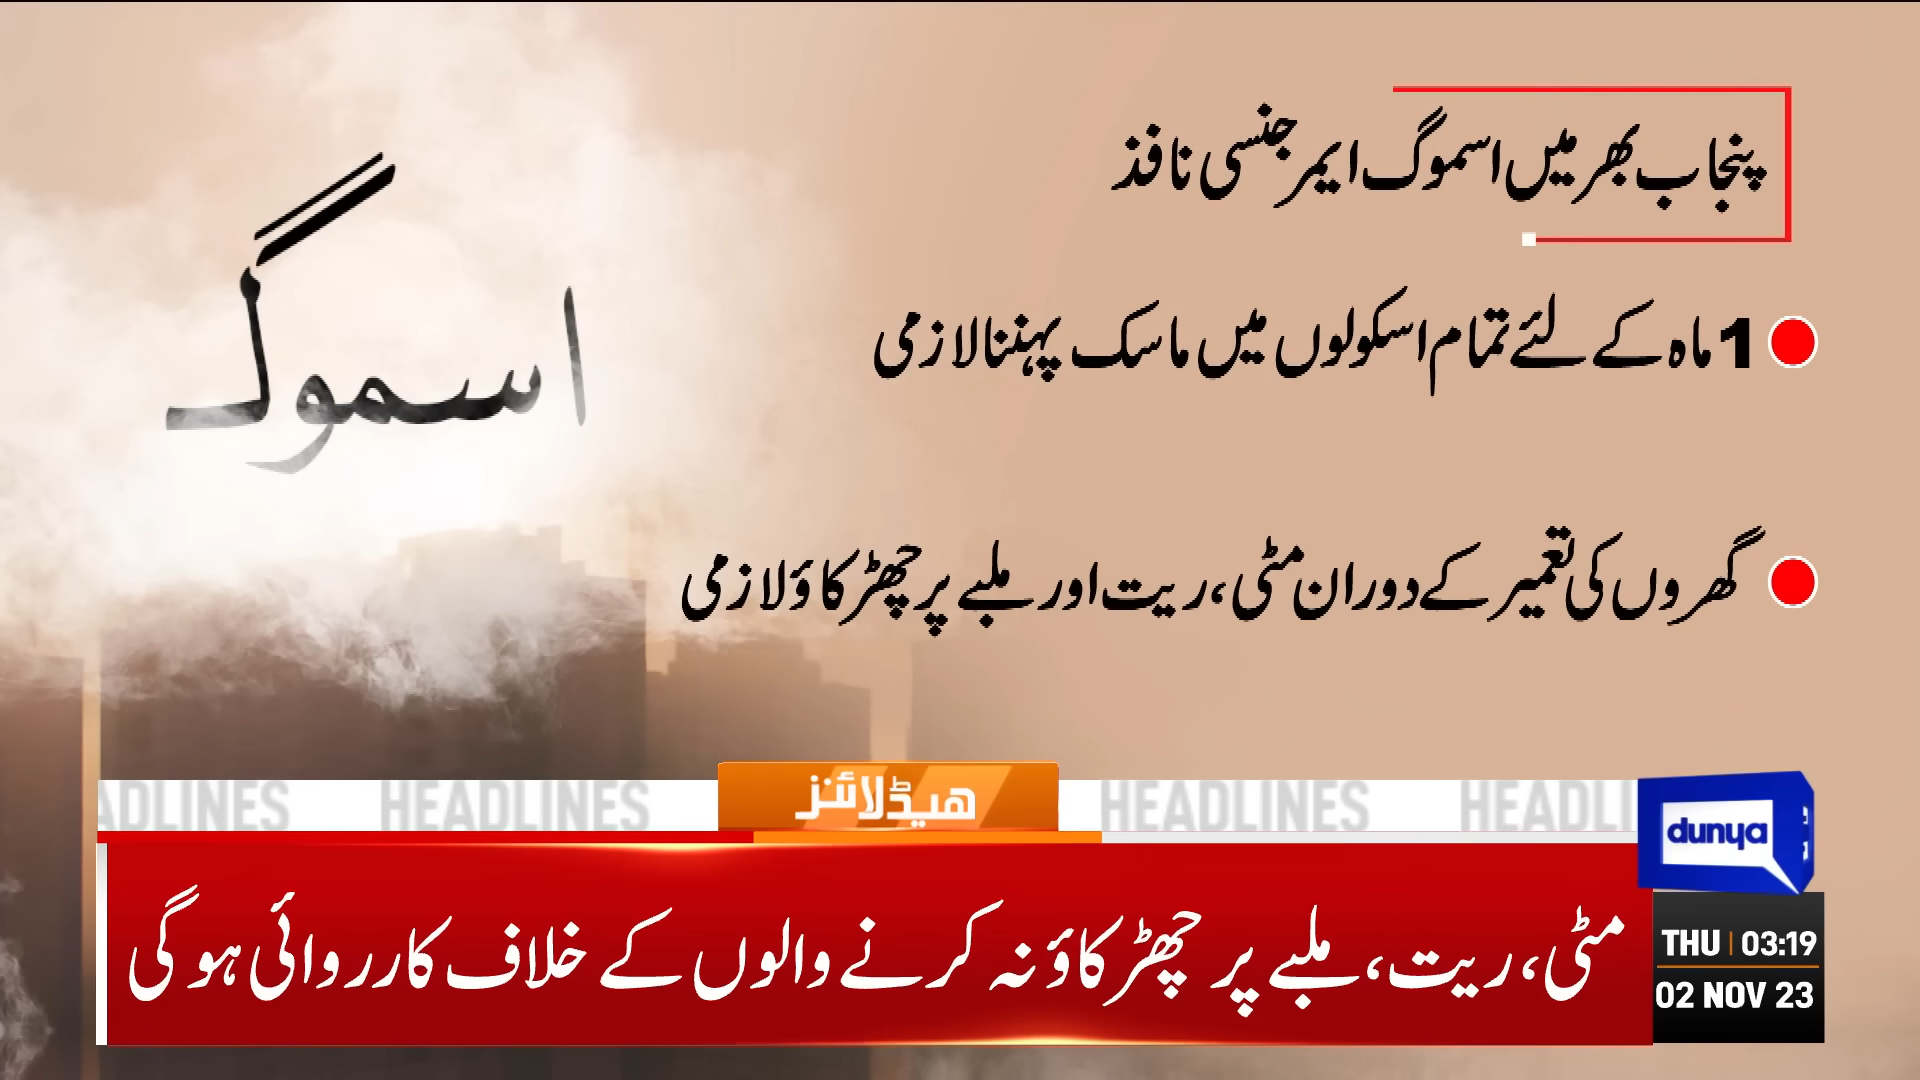 پنجاب بھر میں اسموگ ایمرجنسی نافذ
اسموگ
1 ماہ کے لئے تمام اسکولوں میں ماسک پہننا لازمی
گھروں کی تعمیر کے دوران مٹی، ریت اور ملبے پر چھڑکاؤ لازمی
HEADLINES HEADLINES ھیڈلائنز HEADLINES HEADLI
dunya
مٹی، ریت، ملبے پر چھڑکاؤ نہ کرنے والوں کے خلاف کارروائی ہو گی
THU 03:19
02 NOV 23